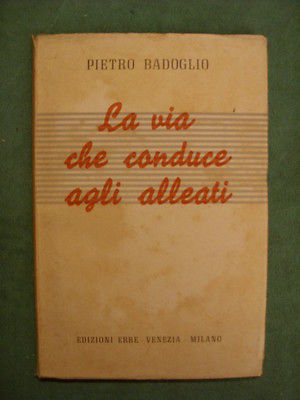 PIETRO BADOGLIO
La via
che conduce
agli alleati
EDIZIONI ERRE - VENEZIA - MILANO